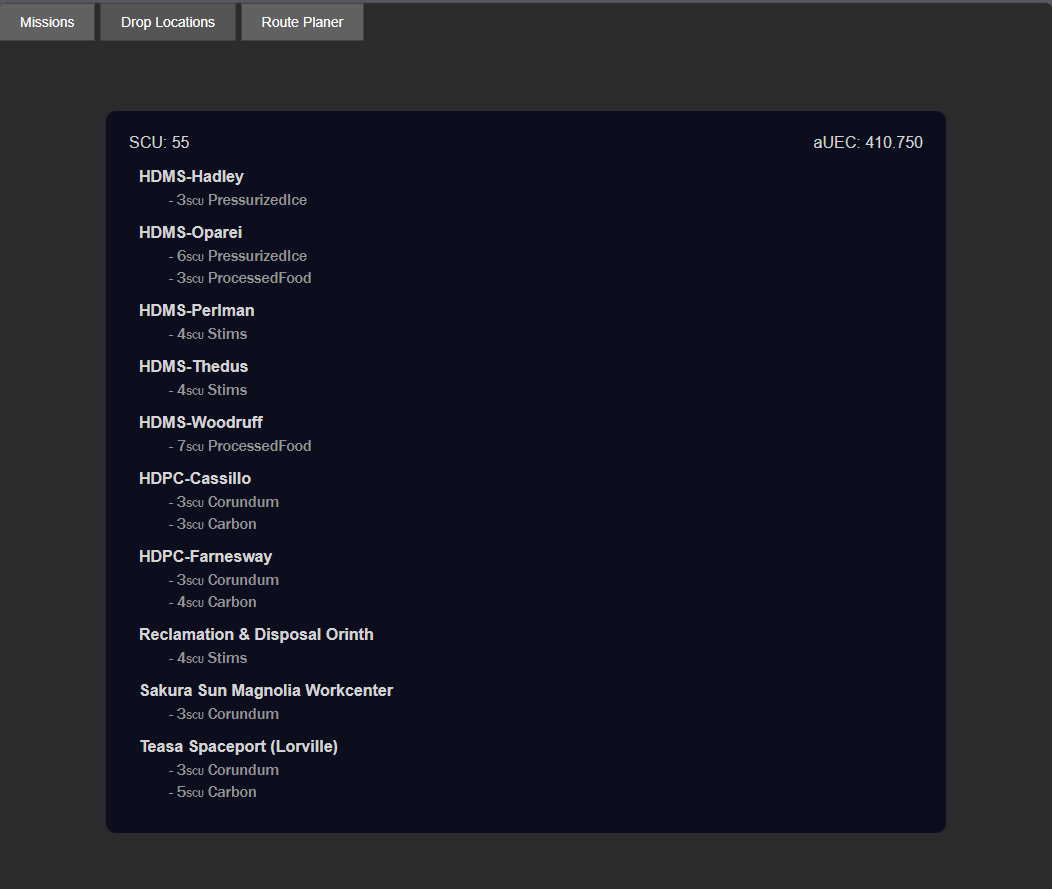 Missions
Drop Locations
Route Planer
SCU: 55
aUEC: 410.750
HDMS-Hadley
- 3SCU PressurizedIce
HDMS-Oparei
- 6SCU PressurizedIce
- 3SCU ProcessedFood
HDMS-Perlman
- 4SCU Stims
HDMS-Thedus
- 4SCU Stims
HDMS-Woodruff
- 7SCU ProcessedFood
HDPC-Cassillo
- 3SCU Corundum
- 3SCU Carbon
HDPC-Farnesway
- 3SCU Corundum
- 4SCU Carbon
Reclamation & Disposal Orinth
- 4SCU Stims
Sakura Sun Magnolia Workcenter
- 3SCU Corundum
Teasa Spaceport (Lorville)
- 3SCU Corundum
- 5SCU Carbon